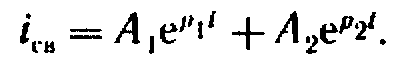 i_св = A₁e^{p₁t} + A₂e^{p₂t}.